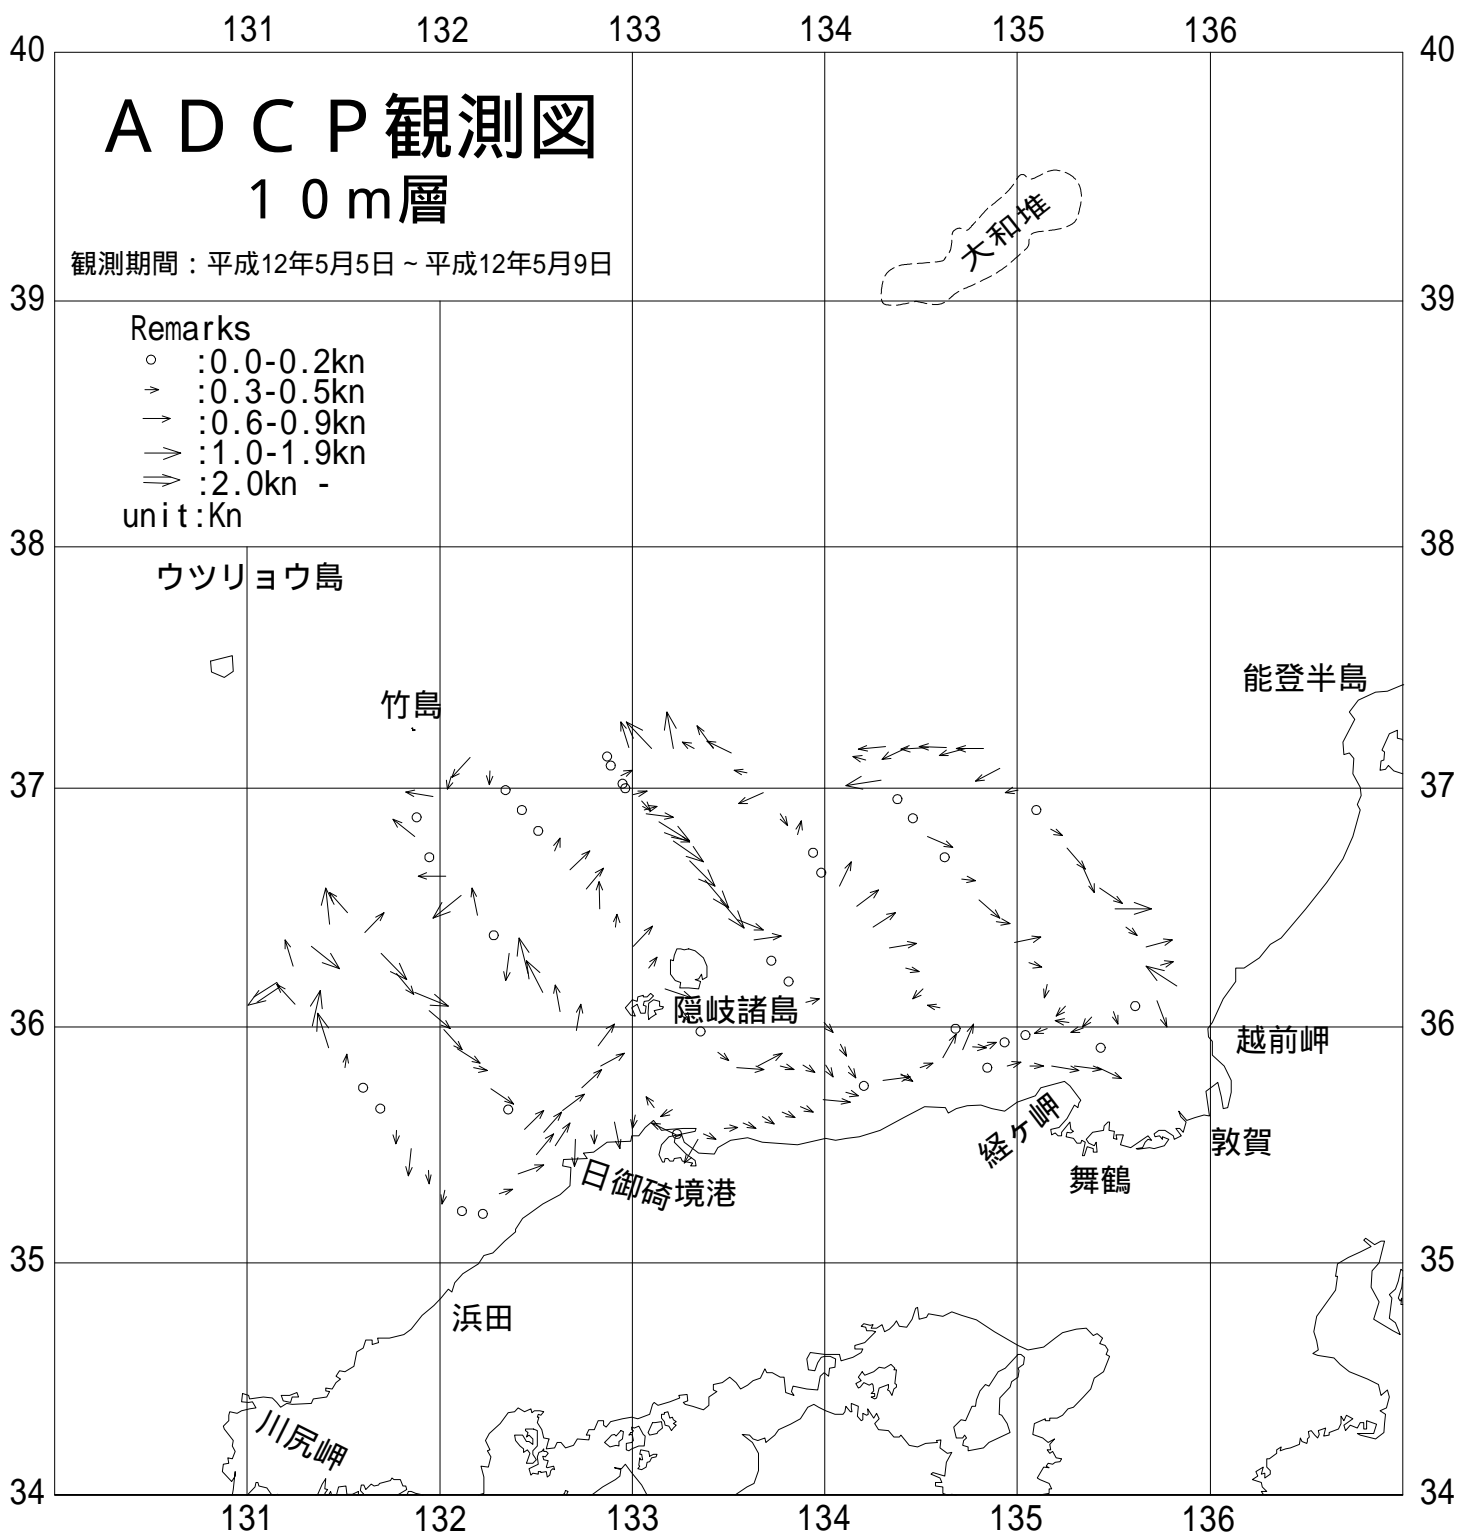 131 132 133 134 135 136
40 40
ＡＤＣＰ観測図
１０ｍ層
観測期間：平成12年5月5日～平成12年5月9日
大和堆
39 39
Remarks
:0.0-0.2kn
:0.3-0.5kn
:0.6-0.9kn
:1.0-1.9kn
:2.0kn -
unit:Kn
38 38
ウツリョウ島
能登半島
竹島
37 37
隠岐諸島
36 36
越前岬
経ヶ岬
敦賀
舞鶴
日御碕境港
35 35
浜田
川尻岬
34 34
131 132 133 134 135 136